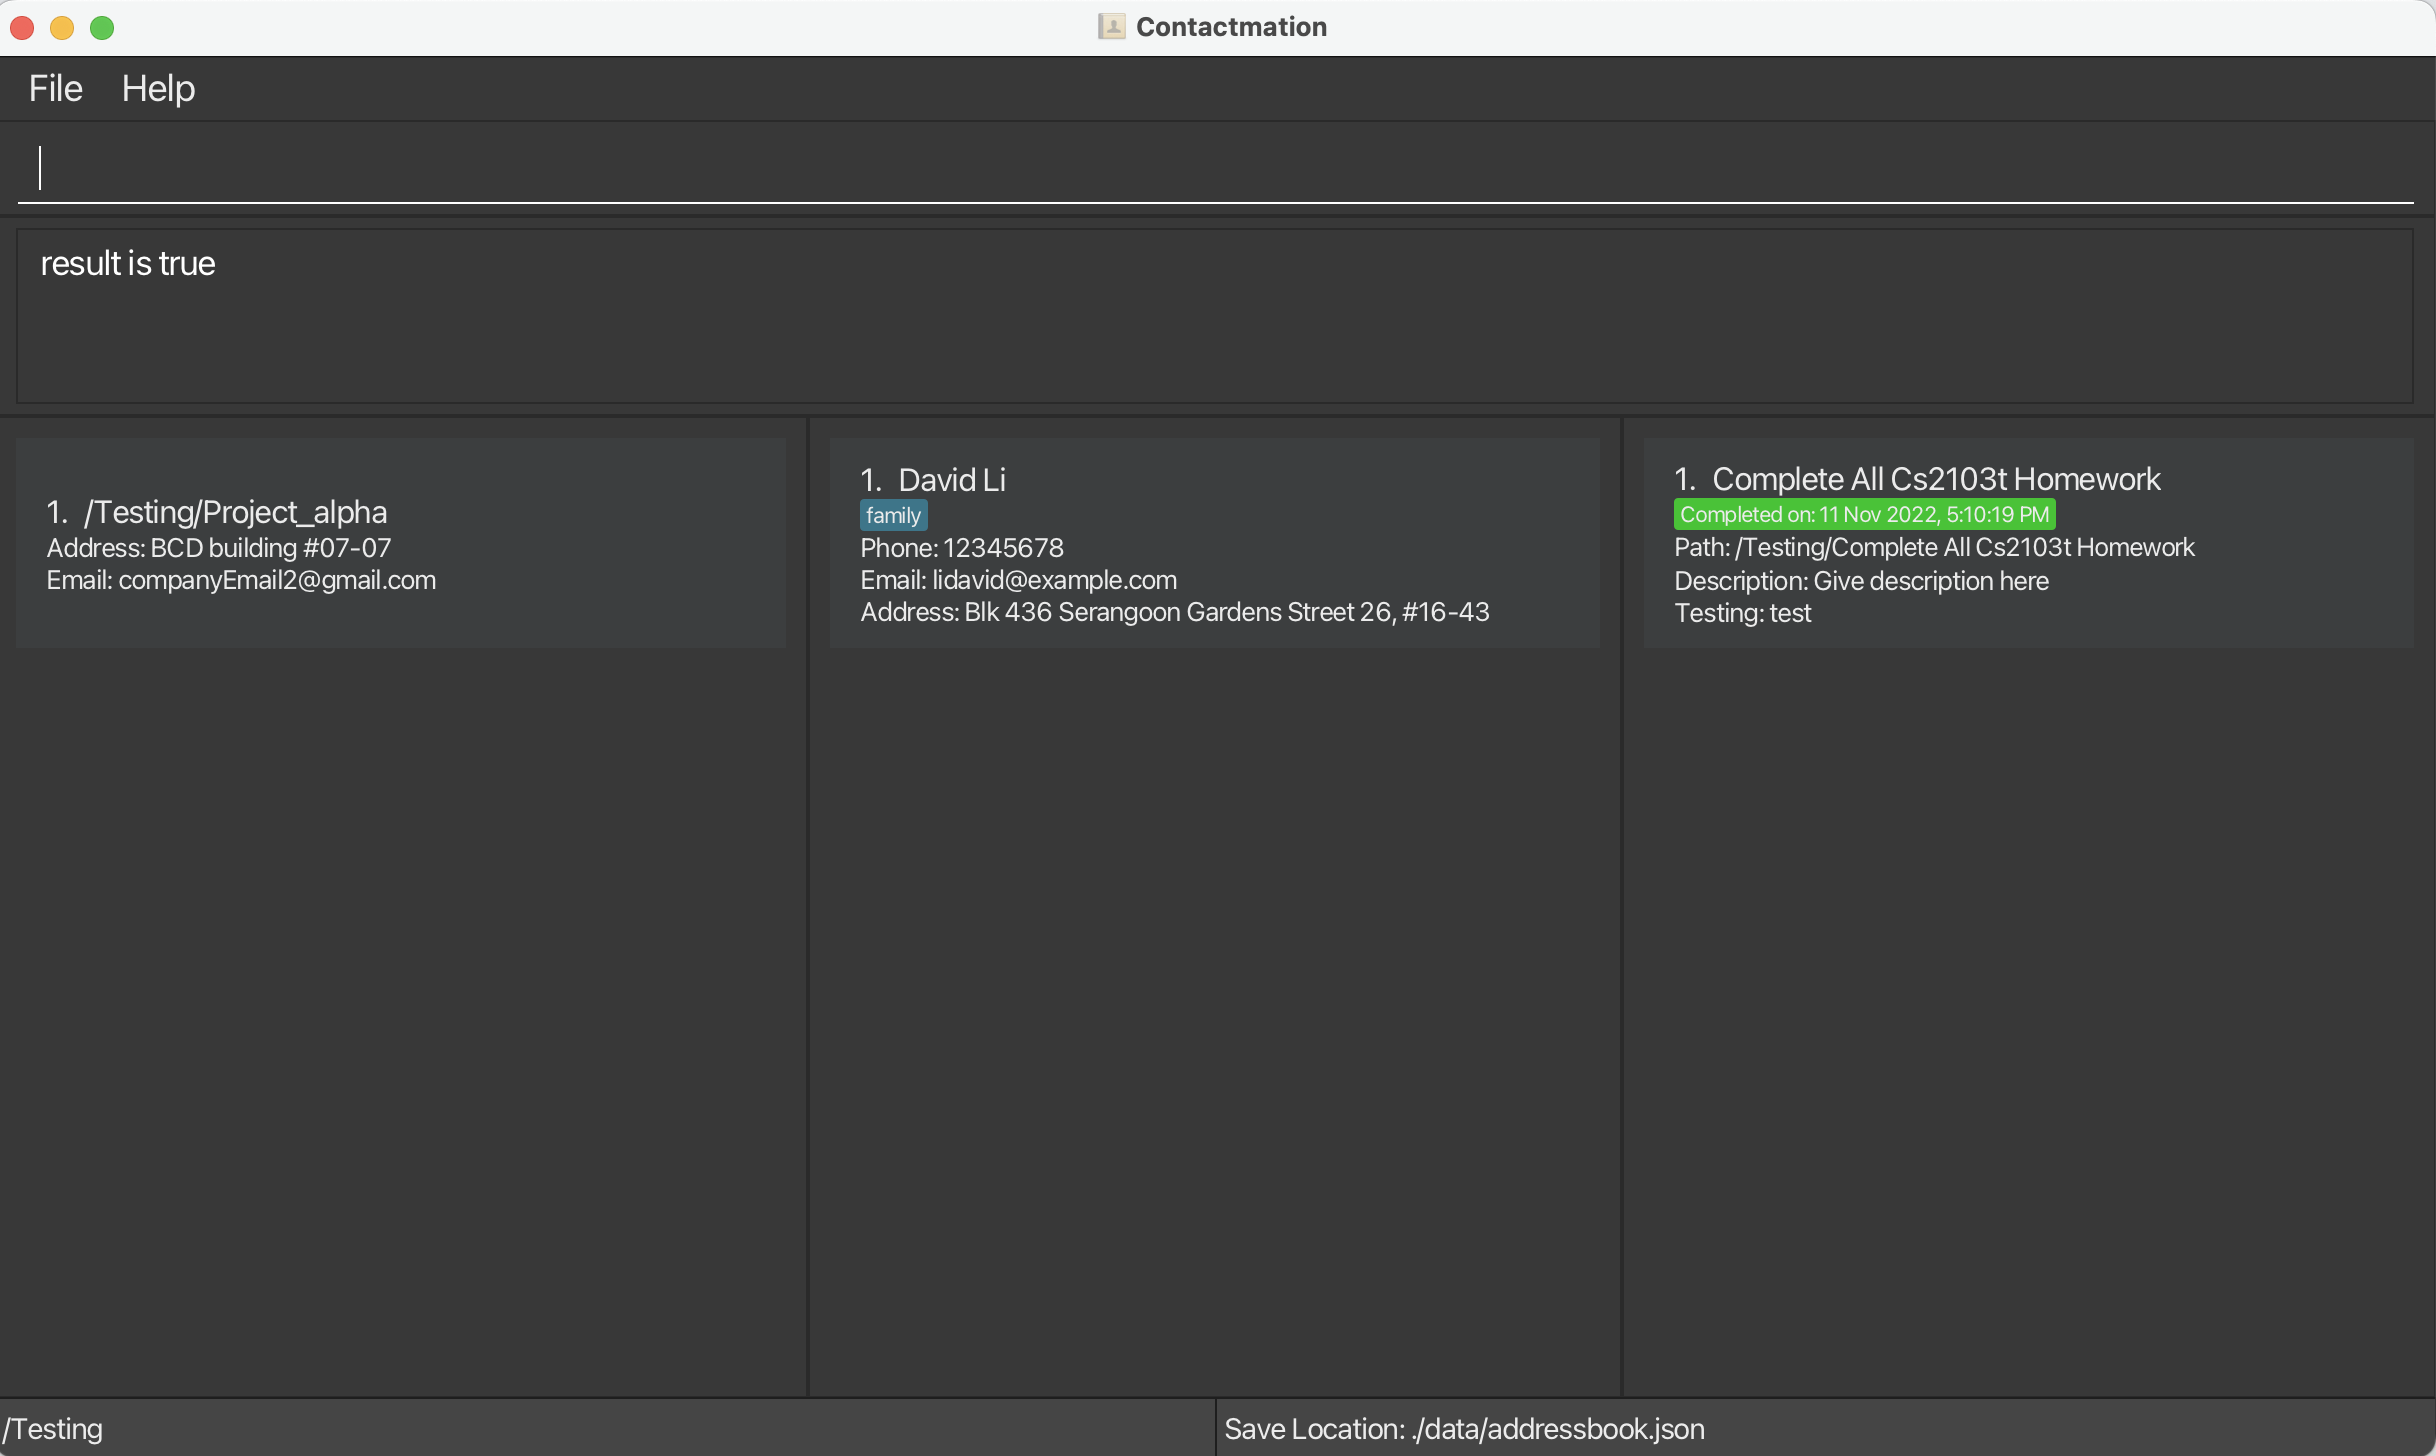 Contactmation
File Help
result is true
1. /Testing/Project_alpha
Address: BCD building #07-07
Email: companyEmail2@gmail.com
1. David Li
family
Phone: 12345678
Email: lidavid@example.com
Address: Blk 436 Serangoon Gardens Street 26, #16-43
1. Complete All Cs2103t Homework
Completed on: 11 Nov 2022, 5:10:19 PM
Path: /Testing/Complete All Cs2103t Homework
Description: Give description here
Testing: test
/Testing
Save Location: ./data/addressbook.json